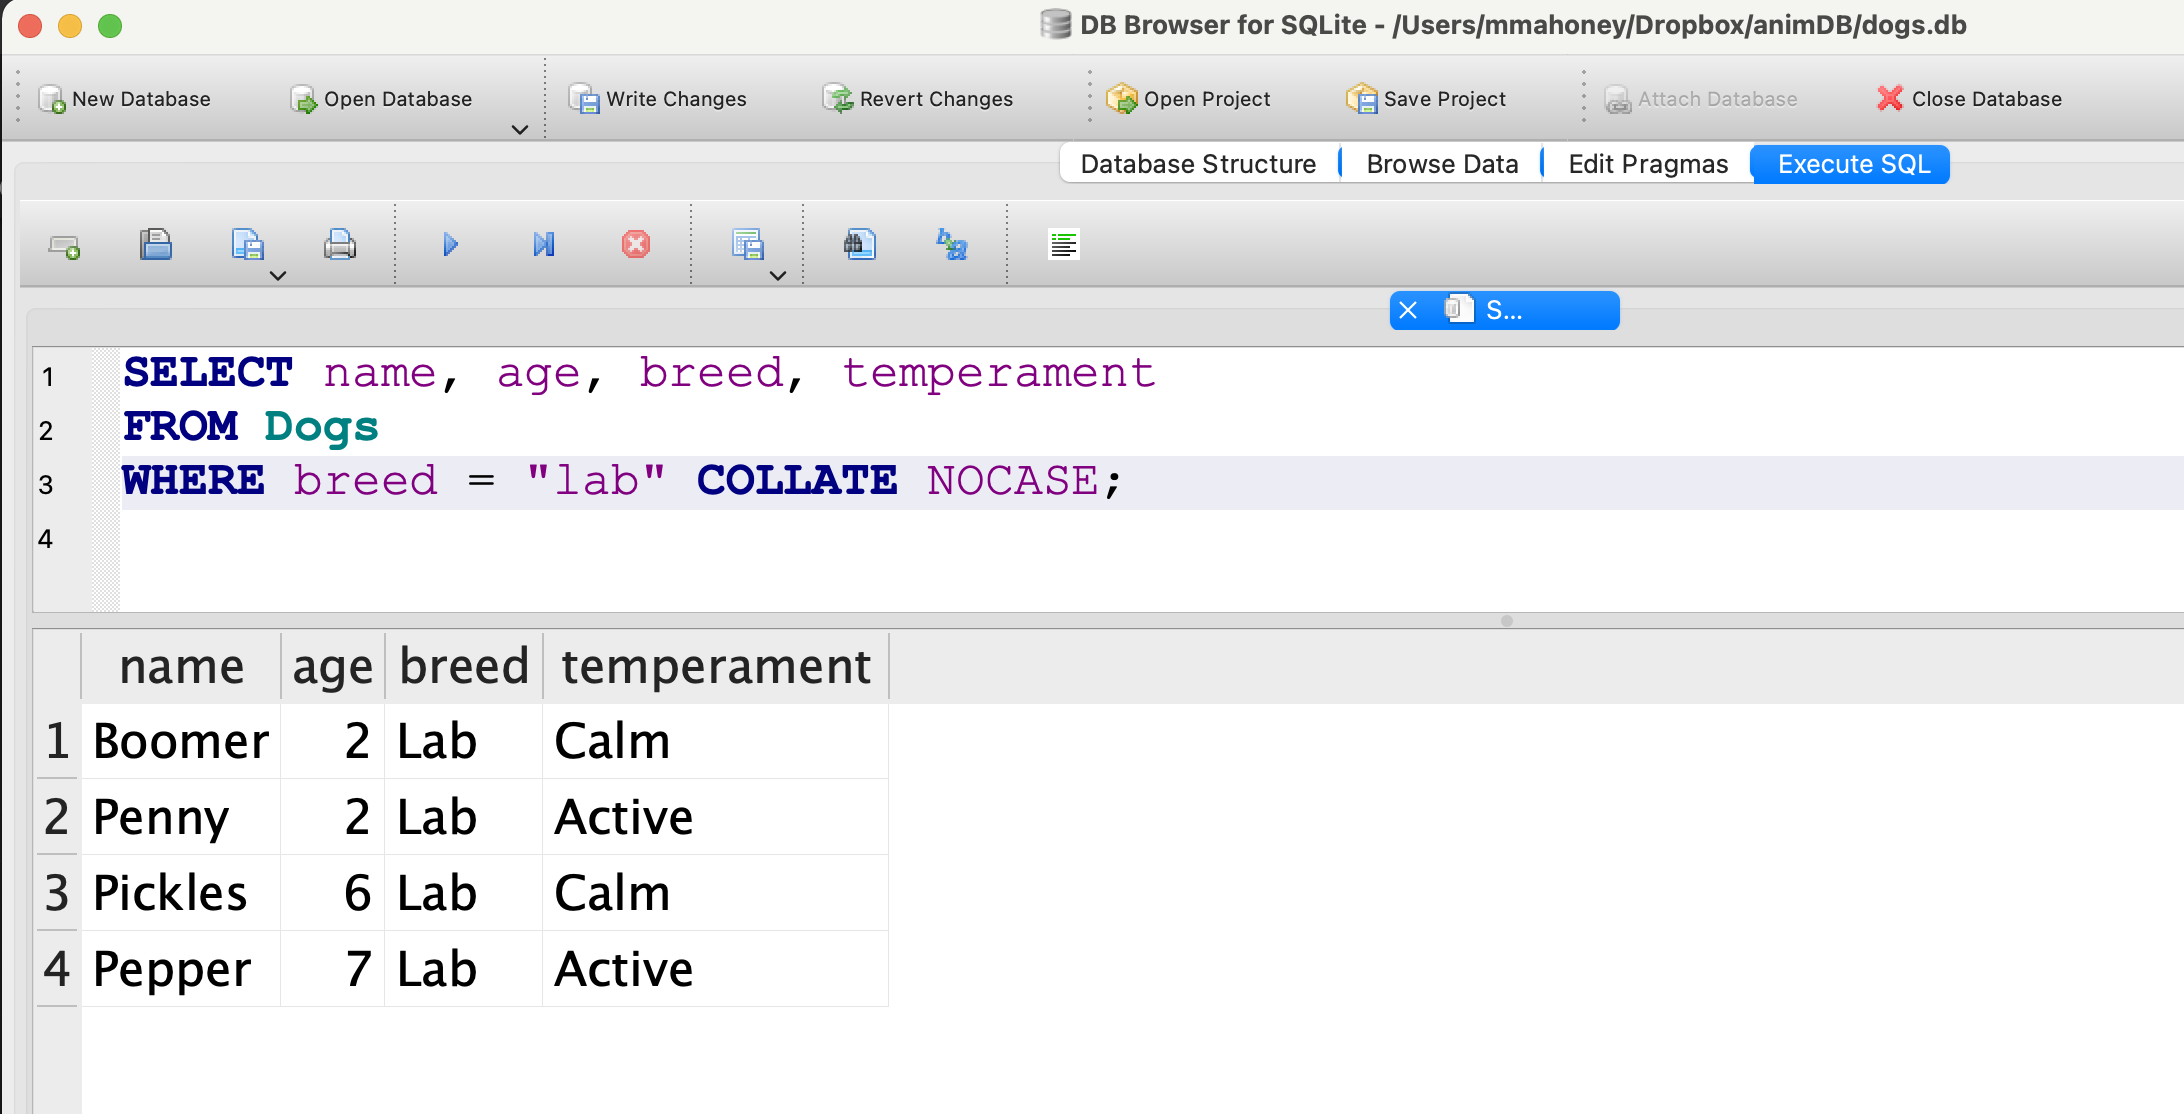 DB Browser for SQLite - /Users/mmahoney/Dropbox/animDB/dogs.db
New Database Open Database Write Changes Revert Changes Open Project Save Project Attach Database Close Database
Database Structure Browse Data Edit Pragmas Execute SQL
S...
1 SELECT name, age, breed, temperament
2 FROM Dogs
3 WHERE breed = "lab" COLLATE NOCASE;
4
name age breed temperament
1 Boomer 2 Lab Calm
2 Penny 2 Lab Active
3 Pickles 6 Lab Calm
4 Pepper 7 Lab Active